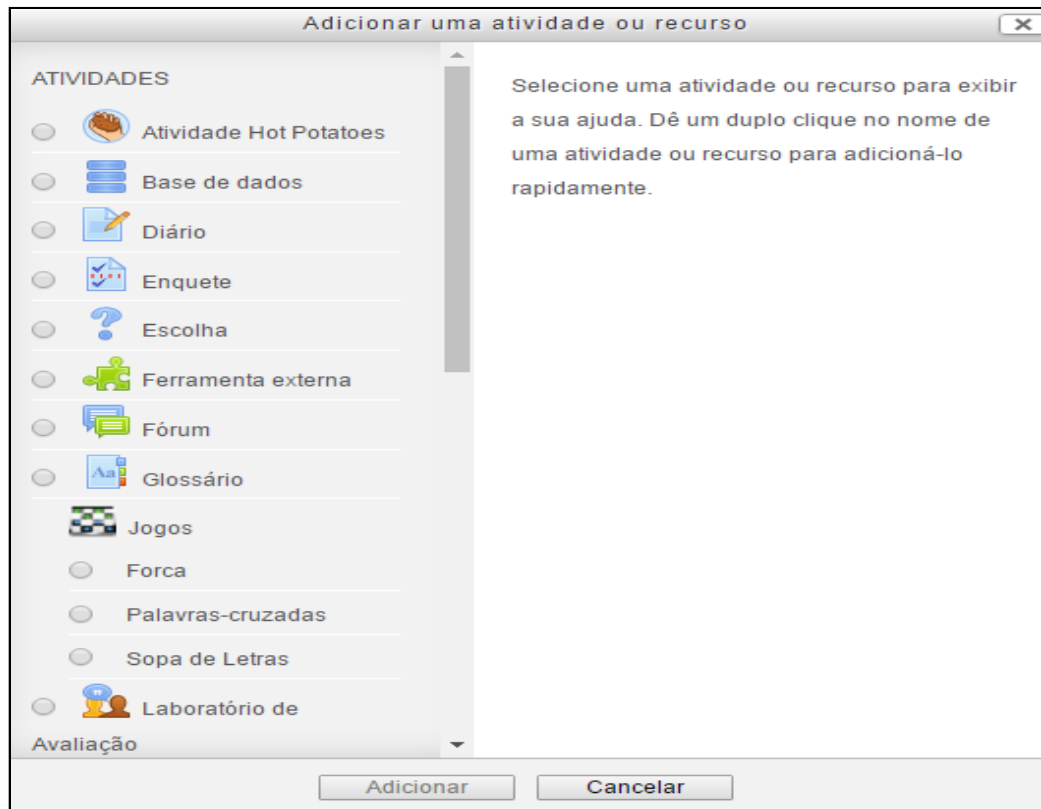 Adicionar uma atividade ou recurso
ATIVIDADES
Atividade Hot Potatoes
Base de dados
Diário
Enquete
Escolha
Ferramenta externa
Fórum
Aa
Glossário
Jogos
Forca
Palavras-cruzadas
Sopa de Letras
Laboratório de
Avaliação
Selecione uma atividade ou recurso para exibir
a sua ajuda. Dê um duplo clique no nome de
uma atividade ou recurso para adicioná-lo
rapidamente.
Adicionar
Cancelar